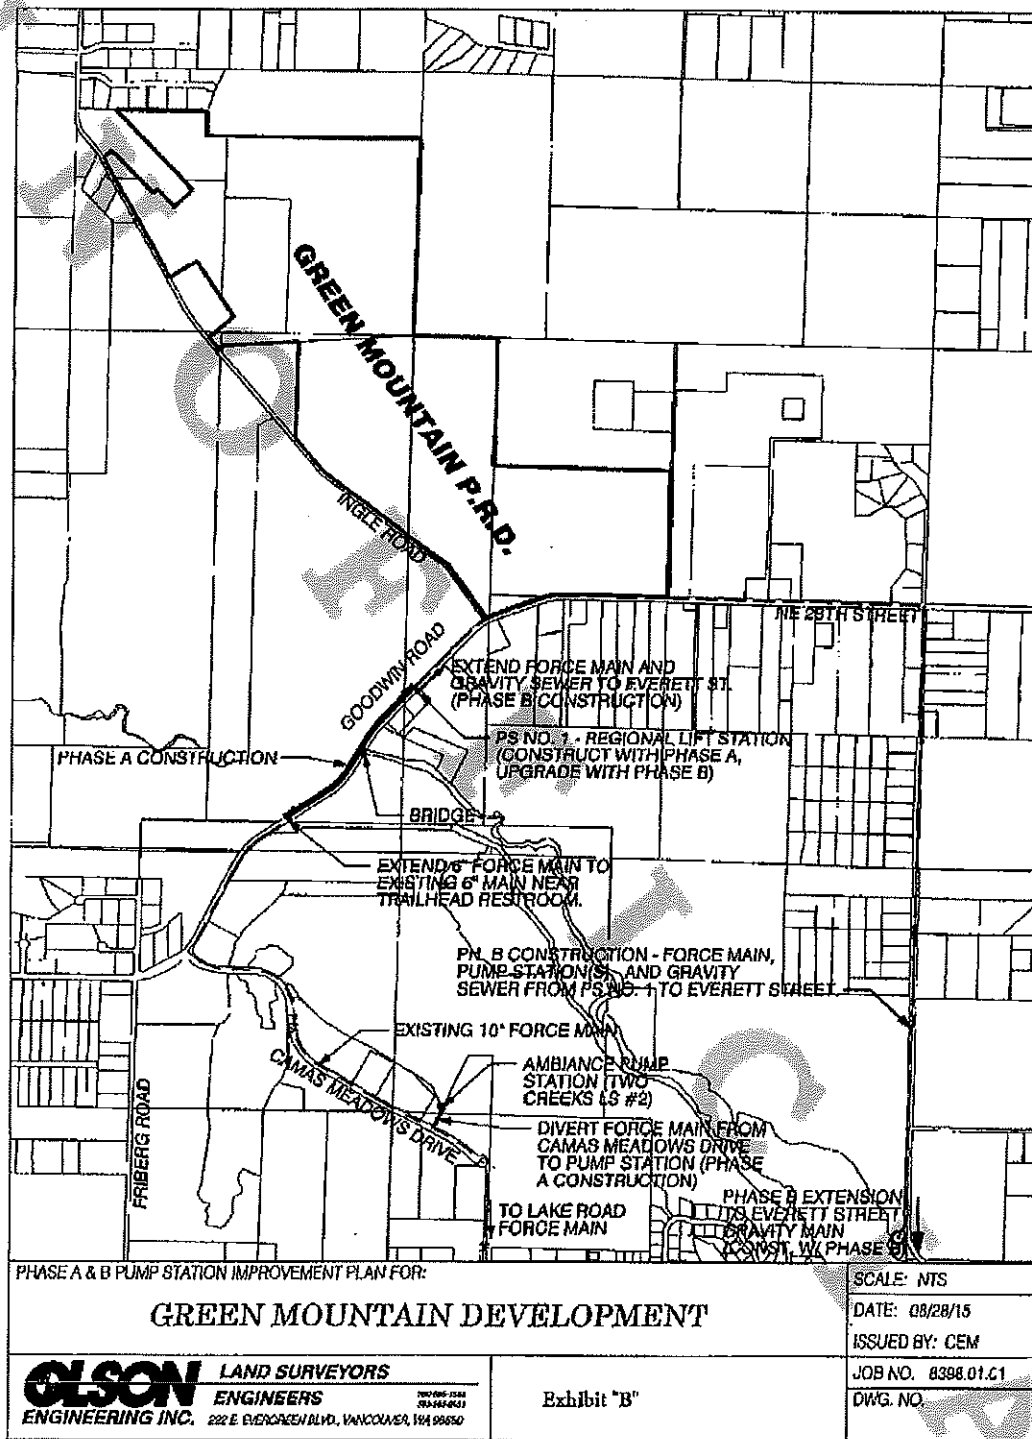 GREEN MOUNTAIN P.R.D.
INGLE ROAD
NE 28TH STREET
GOODWIN ROAD
EXTEND FORCE MAIN AND
GRAVITY SEWER TO EVERETT ST.
(PHASE B CONSTRUCTION)
PS NO. 1 - REGIONAL LIFT STATION
(CONSTRUCT WITH PHASE A,
UPGRADE WITH PHASE B)
PHASE A CONSTRUCTION
BRIDGE
EXTEND 6" FORCE MAIN TO
EXISTING 6" MAIN NEAR
TRAILHEAD RESTROOM.
PH. B CONSTRUCTION - FORCE MAIN,
PUMP STATION(S), AND GRAVITY
SEWER FROM PS NO. 1 TO EVERETT STREET
EXISTING 10" FORCE MAIN
CAMAS MEADOWS DRIVE
AMBIANCE PUMP
STATION (TWO
CREEKS LS #2)
DIVERT FORCE MAIN FROM
CAMAS MEADOWS DRIVE
TO PUMP STATION (PHASE
A CONSTRUCTION)
FRIBERG ROAD
TO LAKE ROAD
FORCE MAIN
PHASE B EXTENSION
TO EVERETT STREET
GRAVITY MAIN
(CONST. W/ PHASE B)
PHASE A & B PUMP STATION IMPROVEMENT PLAN FOR:
GREEN MOUNTAIN DEVELOPMENT
SCALE: NTS
DATE: 08/28/15
ISSUED BY: CEM
JOB NO. 8398.01.01
DWG. NO.
OLSON
ENGINEERING INC.
LAND SURVEYORS
ENGINEERS
222 E. EVERGREEN BLVD., VANCOUVER, WA 98660
Exhibit "B"